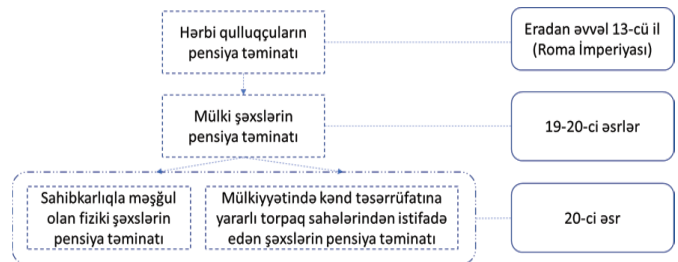 Hərbi qulluqçuların
pensiya təminatı
Eradan əvvəl 13-cü il
(Roma İmperiyası)
Mülki şəxslərin
pensiya təminatı
19-20-ci əsrlər
Sahibkarlıqla məşğul
olan fiziki şəxslərin
pensiya təminatı
Mülkiyyətində kənd təsərrüfatına
yararlı torpaq sahələrindən istifadə
edən şəxslərin pensiya təminatı
20-ci əsr